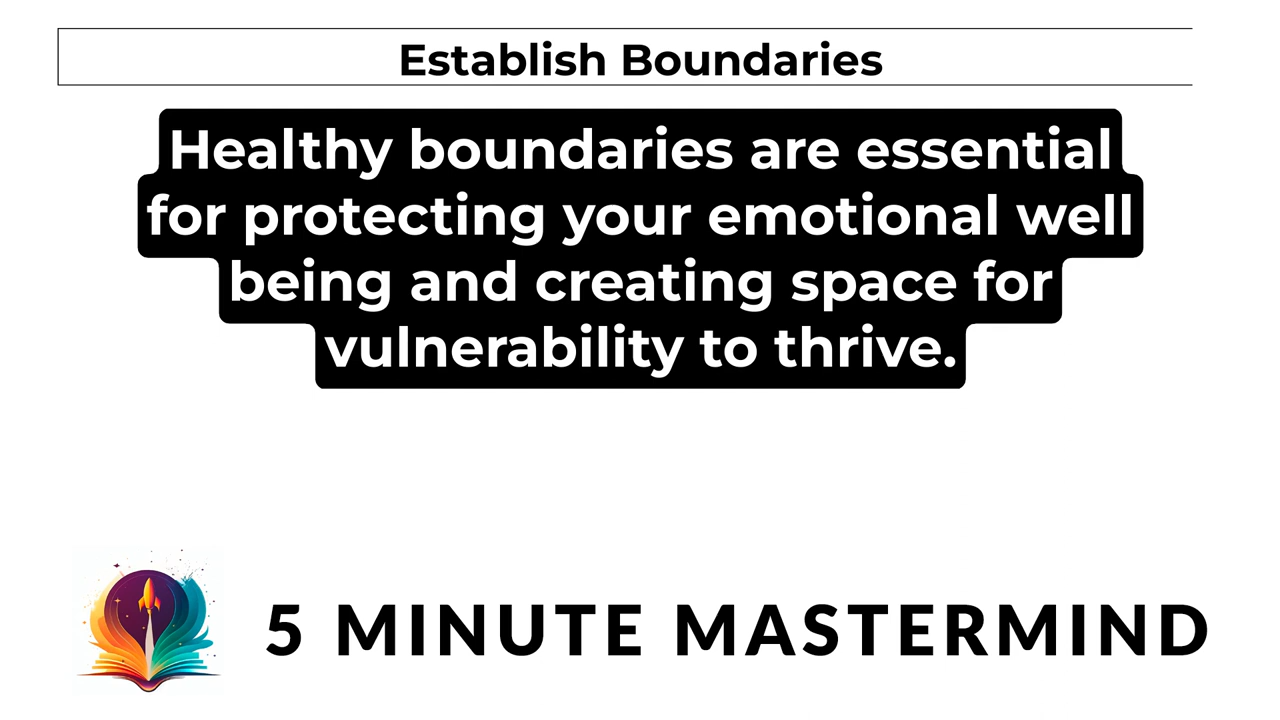 Establish Boundaries
Healthy boundaries are essential
for protecting your emotional well
being and creating space for
vulnerability to thrive.
5 MINUTE MASTERMIND